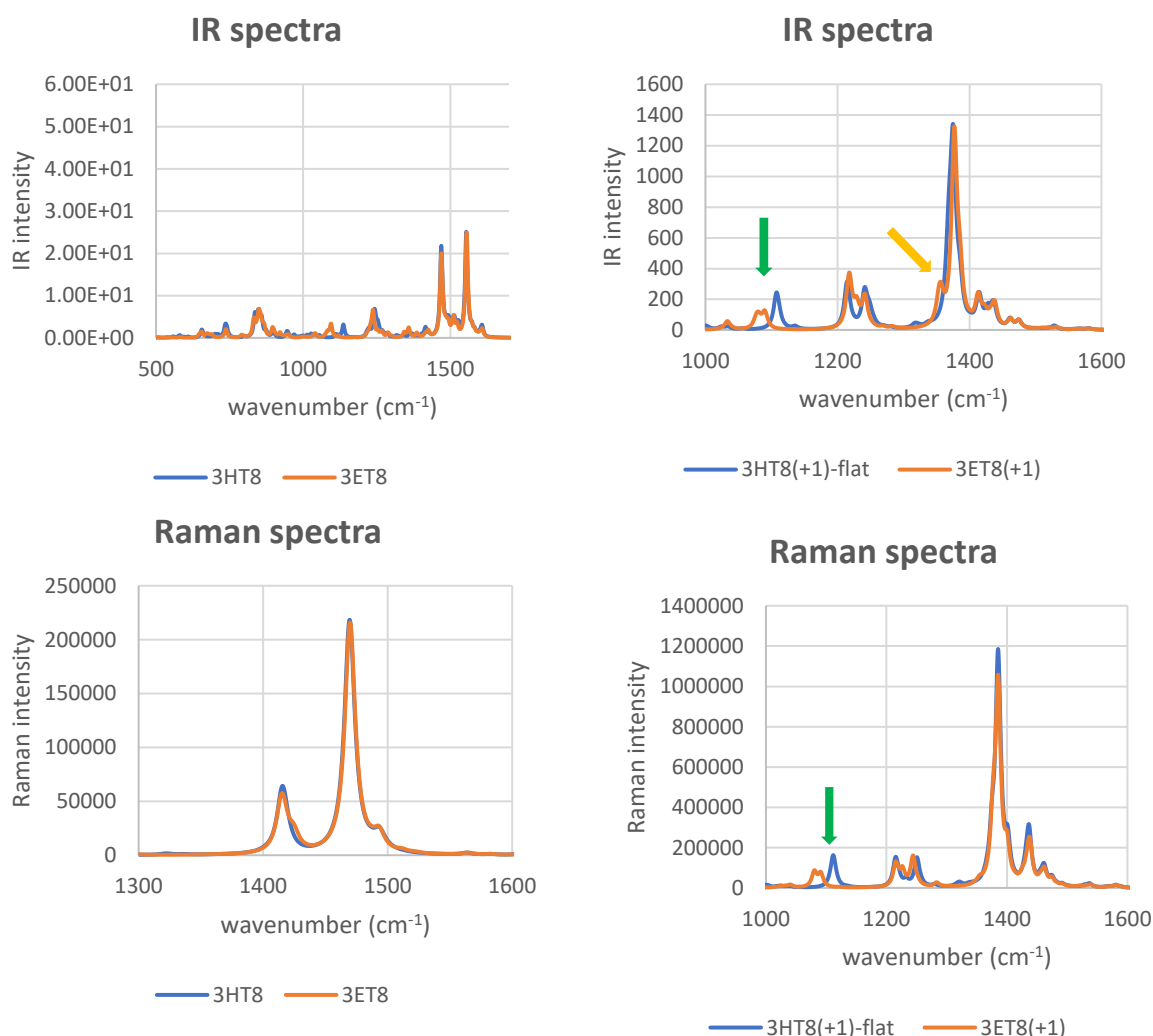 IR spectra
6.00E+01
5.00E+01
4.00E+01
3.00E+01
2.00E+01
1.00E+01
0.00E+00
IR intensity
500 1000 1500
wavenumber (cm-1)
3HT8 3ET8
IR spectra
1600
1400
1200
1000
800
600
400
200
0
IR intensity
1000 1200 1400 1600
wavenumber (cm-1)
3HT8(+1)-flat 3ET8(+1)
Raman spectra
250000
200000
150000
100000
50000
0
Raman intensity
1300 1400 1500 1600
wavenumber (cm-1)
3HT8 3ET8
Raman spectra
1400000
1200000
1000000
800000
600000
400000
200000
0
Raman intensity
1000 1200 1400 1600
wavenumber (cm-1)
3HT8(+1)-flat 3ET8(+1)